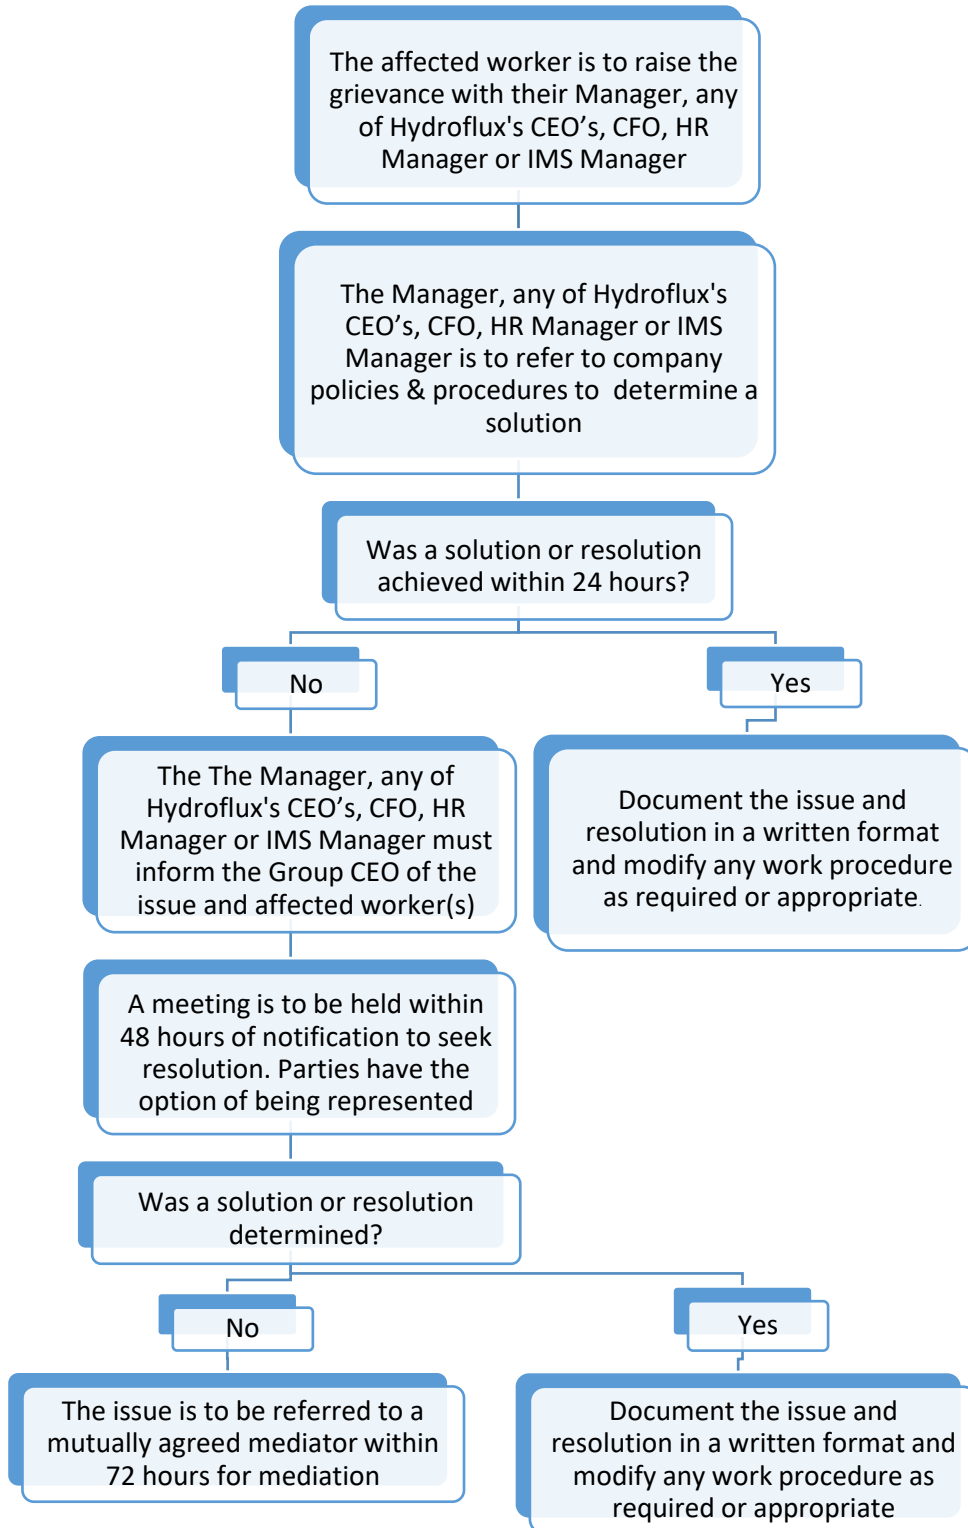 The affected worker is to raise the
grievance with their Manager, any
of Hydroflux's CEO’s, CFO, HR
Manager or IMS Manager
The Manager, any of Hydroflux's
CEO’s, CFO, HR Manager or IMS
Manager is to refer to company
policies & procedures to determine a
solution
Was a solution or resolution
achieved within 24 hours?
No
Yes
The The Manager, any of
Hydroflux's CEO’s, CFO, HR
Manager or IMS Manager must
inform the Group CEO of the
issue and affected worker(s)
Document the issue and
resolution in a written format
and modify any work procedure
as required or appropriate.
A meeting is to be held within
48 hours of notification to seek
resolution. Parties have the
option of being represented
Was a solution or resolution
determined?
No
Yes
The issue is to be referred to a
mutually agreed mediator within
72 hours for mediation
Document the issue and
resolution in a written format and
modify any work procedure as
required or appropriate